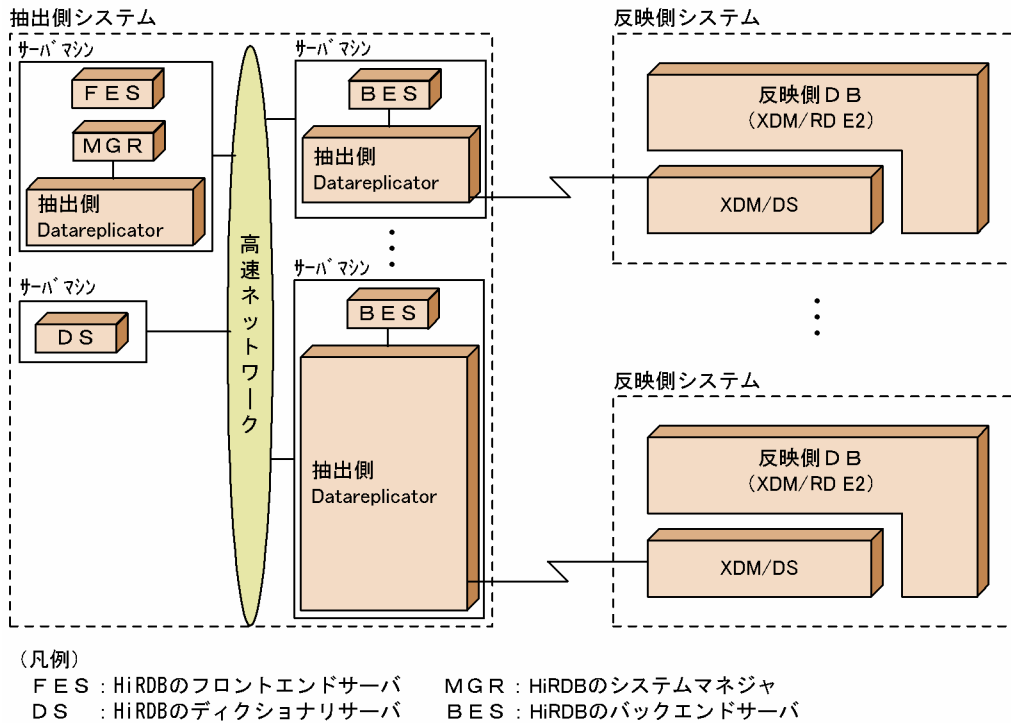 抽出側システム
サーバマシン
FES
MGR
抽出側
Datareplicator
サーバマシン
DS
高速ネットワーク
サーバマシン
BES
抽出側
Datareplicator
サーバマシン
BES
抽出側
Datareplicator
反映側システム
反映側DB
(XDM/RD E2)
XDM/DS
反映側システム
反映側DB
(XDM/RD E2)
XDM/DS
(凡例)
FES:HiRDBのフロントエンドサーバ MGR:HiRDBのシステムマネジャ
DS :HiRDBのディクショナリサーバ BES:HiRDBのバックエンドサーバ